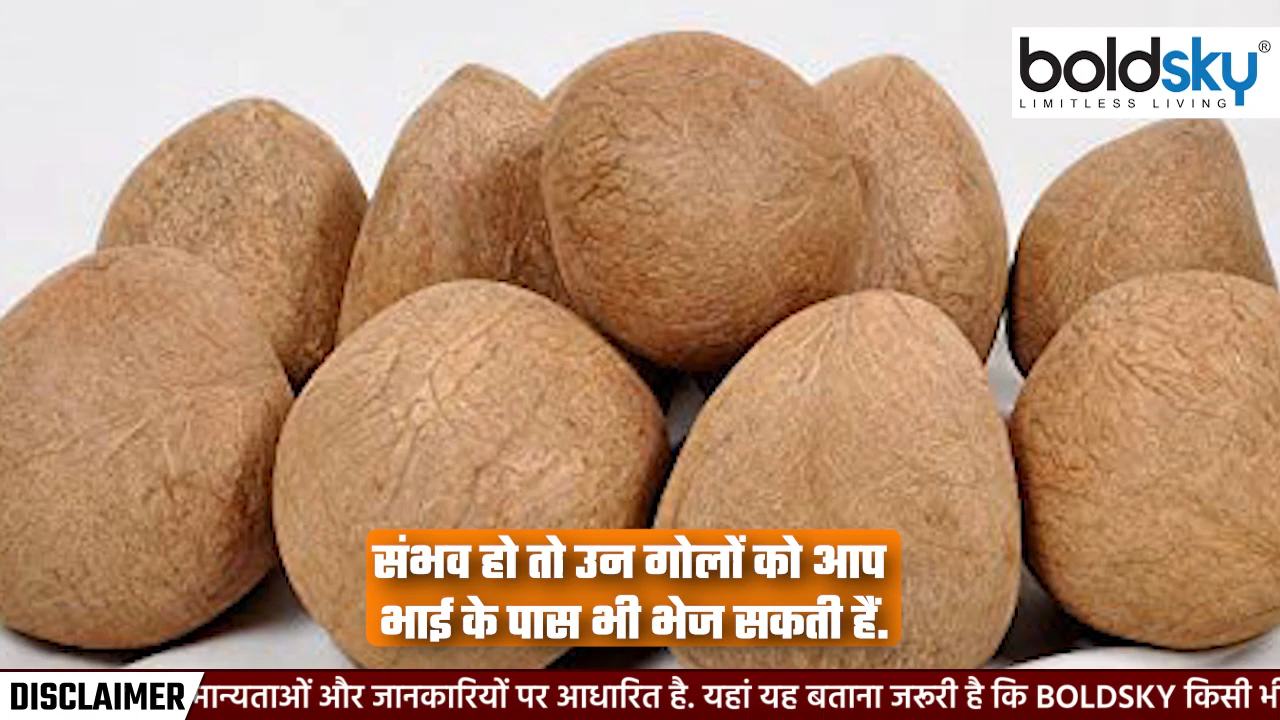 boldsky®
LIMITLESS LIVING
संभव हो तो उन गोलों को आप
भाई के पास भी भेज सकती हैं.
DISCLAIMER मान्यताओं और जानकारियों पर आधारित है. यहां यह बताना जरूरी है कि BOLDSKY किसी भी